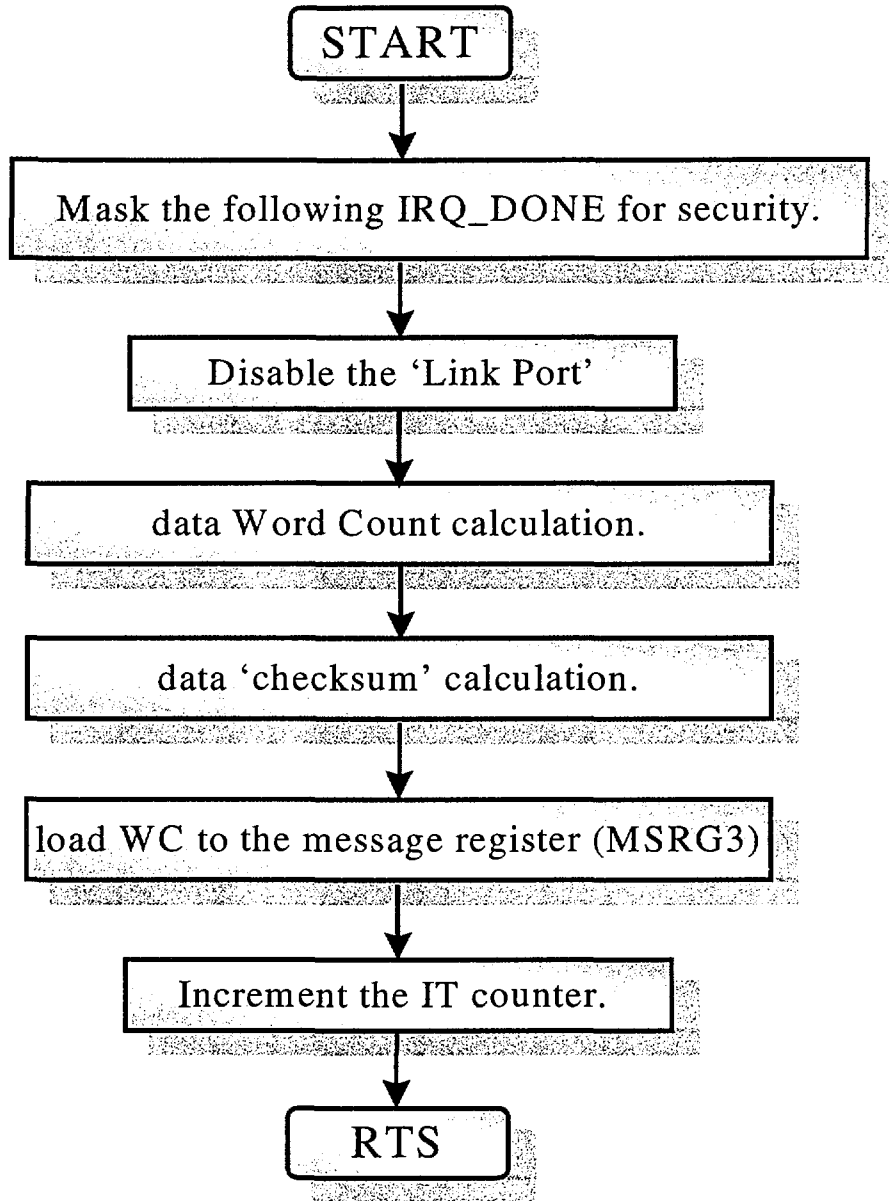 START
Mask the following IRQ_DONE for security.
Disable the ‘Link Port’
data Word Count calculation.
data ‘checksum’ calculation.
load WC to the message register (MSRG3)
Increment the IT counter.
RTS